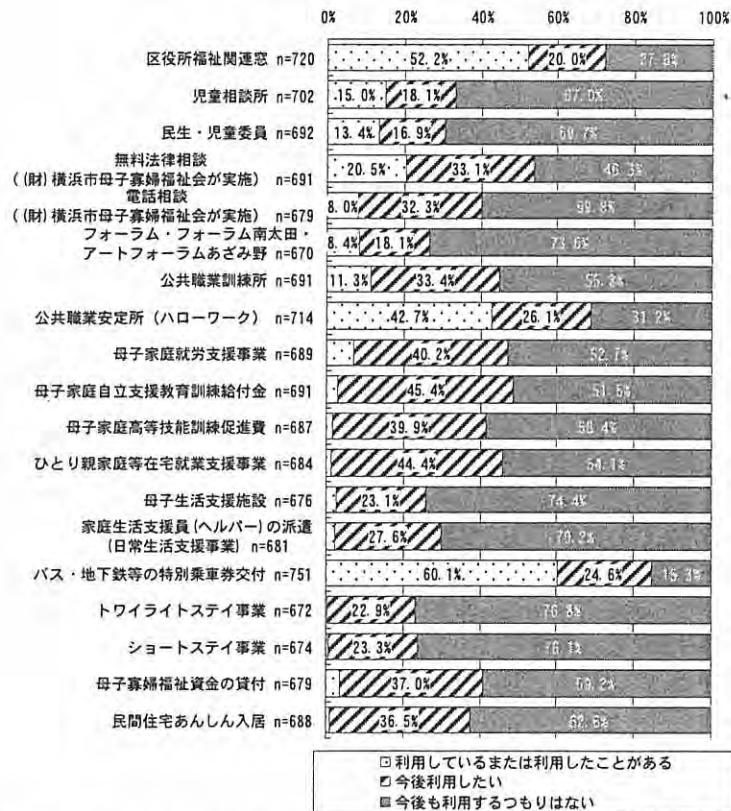 0% 20% 40% 60% 80% 100%
区役所福祉関連窓 n=720 52.2% 20.0% 27.8%
児童相談所 n=702 15.0% 18.1% 67.0%
民生・児童委員 n=692 13.4% 16.9% 69.7%
無料法律相談
((財)横浜市母子寡婦福祉会が実施) n=691 20.5% 33.1% 46.3%
電話相談
((財)横浜市母子寡婦福祉会が実施) n=679 8.0% 32.3%
フォーラム・フォーラム南太田・
アートフォーラムあざみ野 n=670 8.4% 18.1% 73.6%
公共職業訓練所 n=691 11.3% 33.4%
公共職業安定所(ハローワーク) n=714 42.7% 26.1% 31.2%
母子家庭就労支援事業 n=689 40.2% 52.7%
母子家庭自立支援教育訓練給付金 n=691 45.4%
母子家庭高等技能訓練促進費 n=687 39.9%
ひとり親家庭等在宅就業支援事業 n=684 44.4% 54.1%
母子生活支援施設 n=676 23.1% 74.4%
家庭生活支援員(ヘルパー)の派遣
(日常生活支援事業) n=681 27.6% 70.2%
バス・地下鉄等の特別乗車券交付 n=751 60.1% 24.6% 15.3%
トワイライトステイ事業 n=672 22.9% 76.8%
ショートステイ事業 n=674 23.3% 76.1%
母子寡婦福祉資金の貸付 n=679 37.0% 59.2%
民間住宅あんしん入居 n=688 36.5% 62.6%
利用しているまたは利用したことがある
今後利用したい
今後も利用するつもりはない